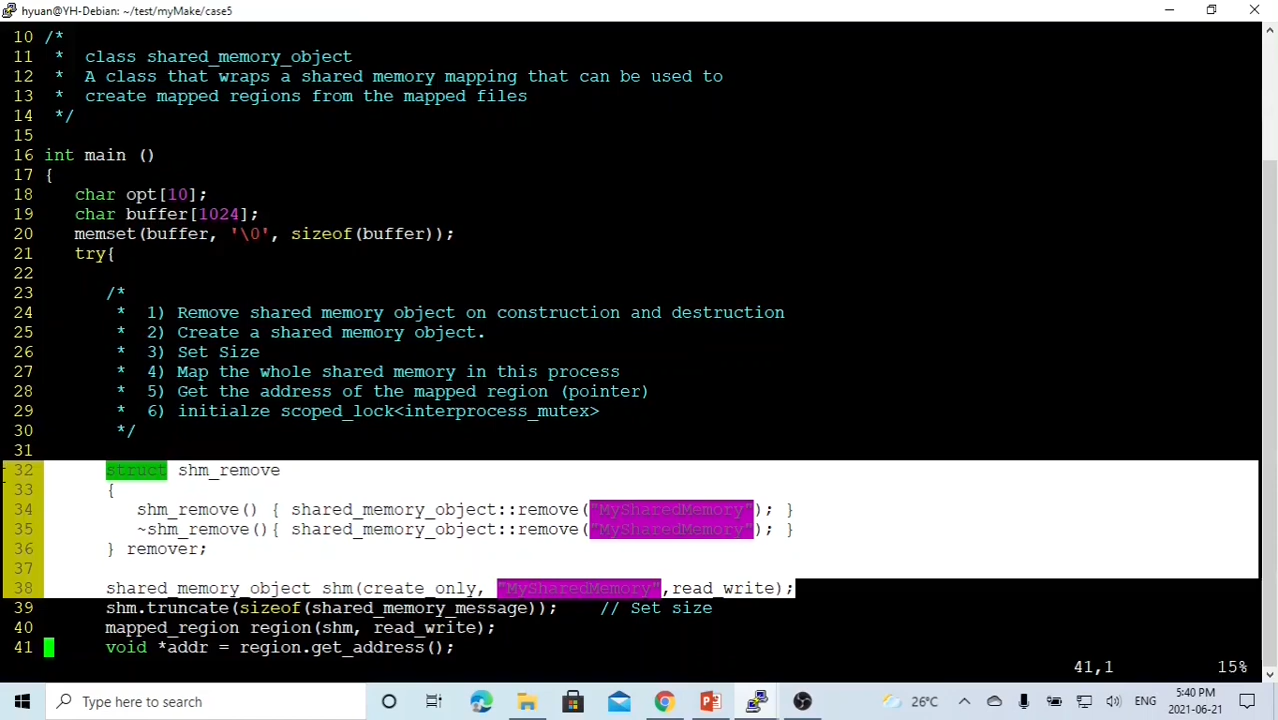 hyuan@YH-Debian: ~/test/myMake/case5
10 /*
11  *  class shared_memory_object
12  *  A class that wraps a shared memory mapping that can be used to
13  *  create mapped regions from the mapped files
14  */
15
16 int main ()
17 {
18    char opt[10];
19    char buffer[1024];
20    memset(buffer, '\0', sizeof(buffer));
21    try{
22
23       /*
24        *  1) Remove shared memory object on construction and destruction
25        *  2) Create a shared memory object.
26        *  3) Set Size
27        *  4) Map the whole shared memory in this process
28        *  5) Get the address of the mapped region (pointer)
29        *  6) initialze scoped_lock<interprocess_mutex>
30        */
31
32       struct shm_remove
33       {
34          shm_remove() { shared_memory_object::remove("MySharedMemory"); }
35          ~shm_remove(){ shared_memory_object::remove("MySharedMemory"); }
36       } remover;
37
38       shared_memory_object shm(create_only, "MySharedMemory",read_write);
39       shm.truncate(sizeof(shared_memory_message));    // Set size
40       mapped_region region(shm, read_write);
41       void *addr = region.get_address();
41,1 15%
Type here to search
26°C
ENG
5:40 PM
2021-06-21